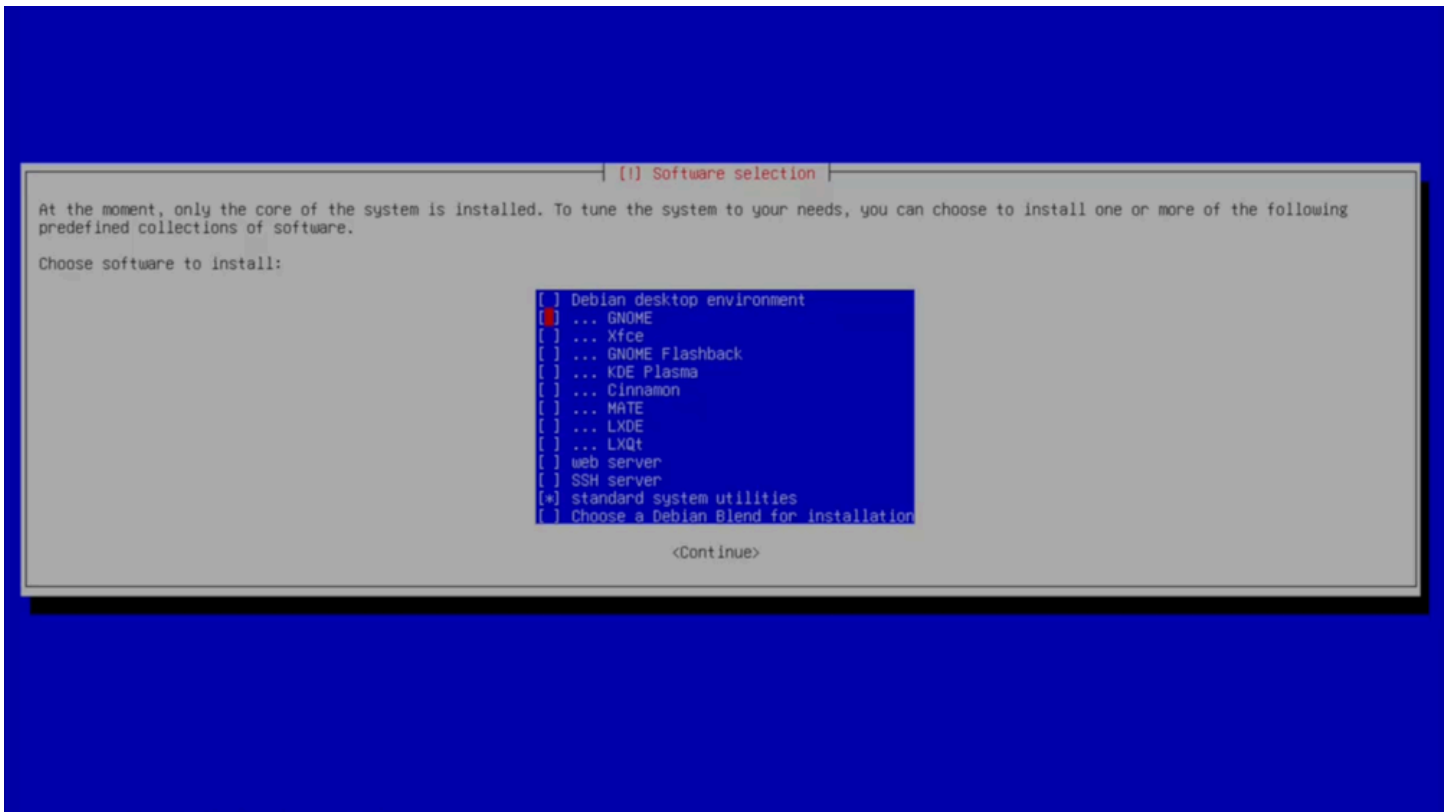 [!] Software selection
At the moment, only the core of the system is installed. To tune the system to your needs, you can choose to install one or more of the following
predefined collections of software.
Choose software to install:
[ ] Debian desktop environment
[ ] ... GNOME
[ ] ... Xfce
[ ] ... GNOME Flashback
[ ] ... KDE Plasma
[ ] ... Cinnamon
[ ] ... MATE
[ ] ... LXDE
[ ] ... LXQt
[ ] web server
[ ] SSH server
[*] standard system utilities
[ ] Choose a Debian Blend for installation
<Continue>